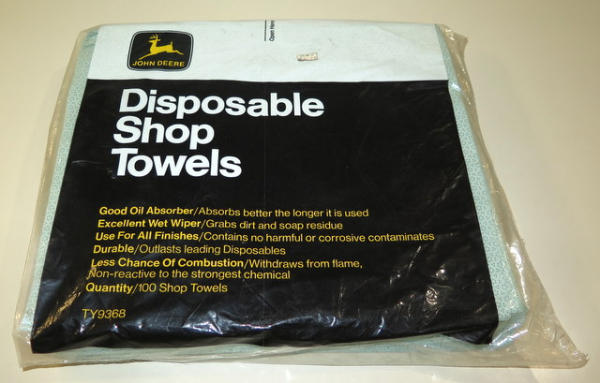 Open Here
JOHN DEERE
Disposable
Shop
Towels
Good Oil Absorber/Absorbs better the longer it is used
Excellent Wet Wiper/Grabs dirt and soap residue
Use For All Finishes/Contains no harmful or corrosive contaminates
Durable/Outlasts leading Disposables
Less Chance Of Combustion/Withdraws from flame,
Non-reactive to the strongest chemical
Quantity/100 Shop Towels
TY9368